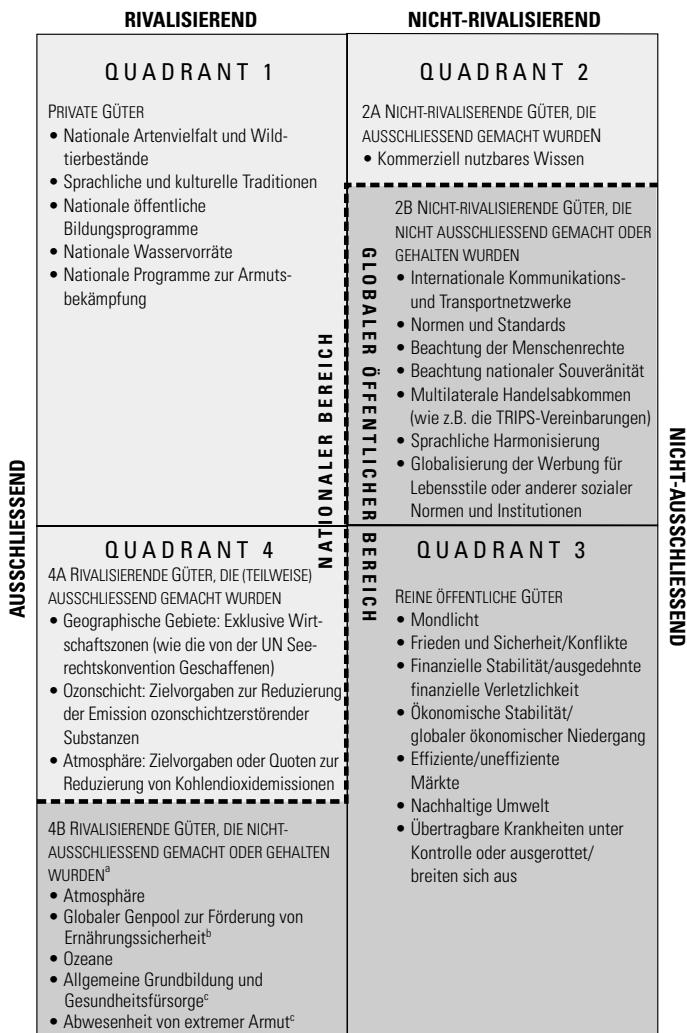 RIVALISIEREND
NICHT-RIVALISIEREND
QUADRANT 1
PRIVATE GÜTER
• Nationale Artenvielfalt und Wild-
tierbestände
• Sprachliche und kulturelle Traditionen
• Nationale öffentliche
Bildungsprogramme
• Nationale Wasservorräte
• Nationale Programme zur Armuts-
bekämpfung
QUADRANT 2
2A NICHT-RIVALISERENDE GÜTER, DIE
AUSSCHLIESSEND GEMACHT WURDEN
• Kommerziell nutzbares Wissen
2B NICHT-RIVALISIERENDE GÜTER, DIE
NICHT AUSSCHLIESSEND GEMACHT ODER
GEHALTEN WURDEN
• Internationale Kommunikations-
und Transportnetzwerke
• Normen und Standards
• Beachtung der Menschenrechte
• Beachtung nationaler Souveränität
• Multilaterale Handelsabkommen
(wie z.B. die TRIPS-Vereinbarungen)
• Sprachliche Harmonisierung
• Globalisierung der Werbung für
Lebensstile oder anderer sozialer
Normen und Institutionen
NATIONALER BEREICH
GLOBALER ÖFFENTLICHER BEREICH
AUSSCHLIESSEND
NICHT-AUSSCHLIESSEND
QUADRANT 4
4A RIVALISIERENDE GÜTER, DIE (TEILWEISE)
AUSSCHLIESSEND GEMACHT WURDEN
• Geographische Gebiete: Exklusive Wirt-
schaftszonen (wie die von der UN See-
rechtskonvention Geschaffenen)
• Ozonschicht: Zielvorgaben zur Reduzierung
der Emission ozonschichtzerstörender
Substanzen
• Atmosphäre: Zielvorgaben oder Quoten zur
Reduzierung von Kohlendioxidemissionen
4B RIVALISIERENDE GÜTER, DIE NICHT-
AUSSCHLIESSEND GEMACHT ODER GEHALTEN
WURDENa
• Atmosphäre
• Globaler Genpool zur Förderung von
Ernährungssicherheitb
• Ozeane
• Allgemeine Grundbildung und
Gesundheitsfürsorgec
• Abwesenheit von extremer Armutc
QUADRANT 3
REINE ÖFFENTLICHE GÜTER
• Mondlicht
• Frieden und Sicherheit/Konflikte
• Finanzielle Stabilität/ausgedehnte
finanzielle Verletzlichkeit
• Ökonomische Stabilität/
globaler ökonomischer Niedergang
• Effiziente/uneffiziente
Märkte
• Nachhaltige Umwelt
• Übertragbare Krankheiten unter
Kontrolle oder ausgerottet/
breiten sich aus